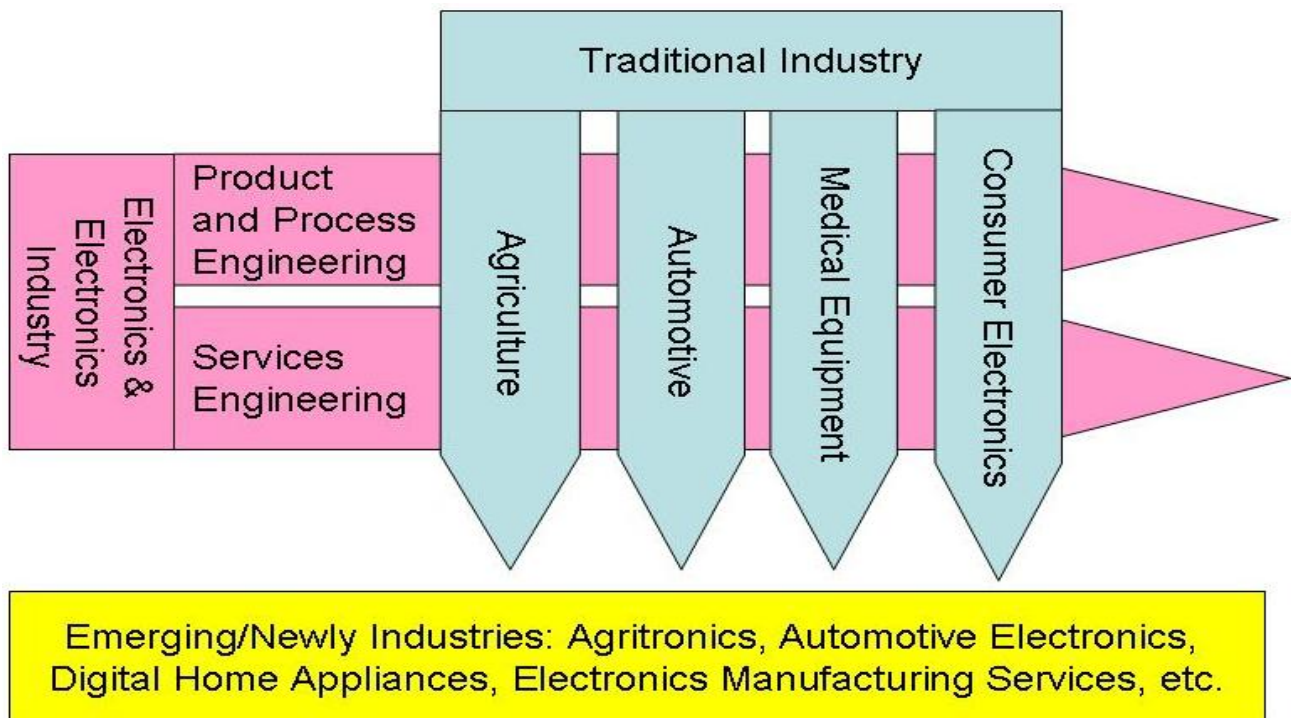 Traditional Industry
Electronics &
Electronics
Industry
Product
and Process
Engineering
Services
Engineering
Agriculture
Automotive
Medical Equipment
Consumer Electronics
Emerging/Newly Industries: Agritronics, Automotive Electronics,
Digital Home Appliances, Electronics Manufacturing Services, etc.